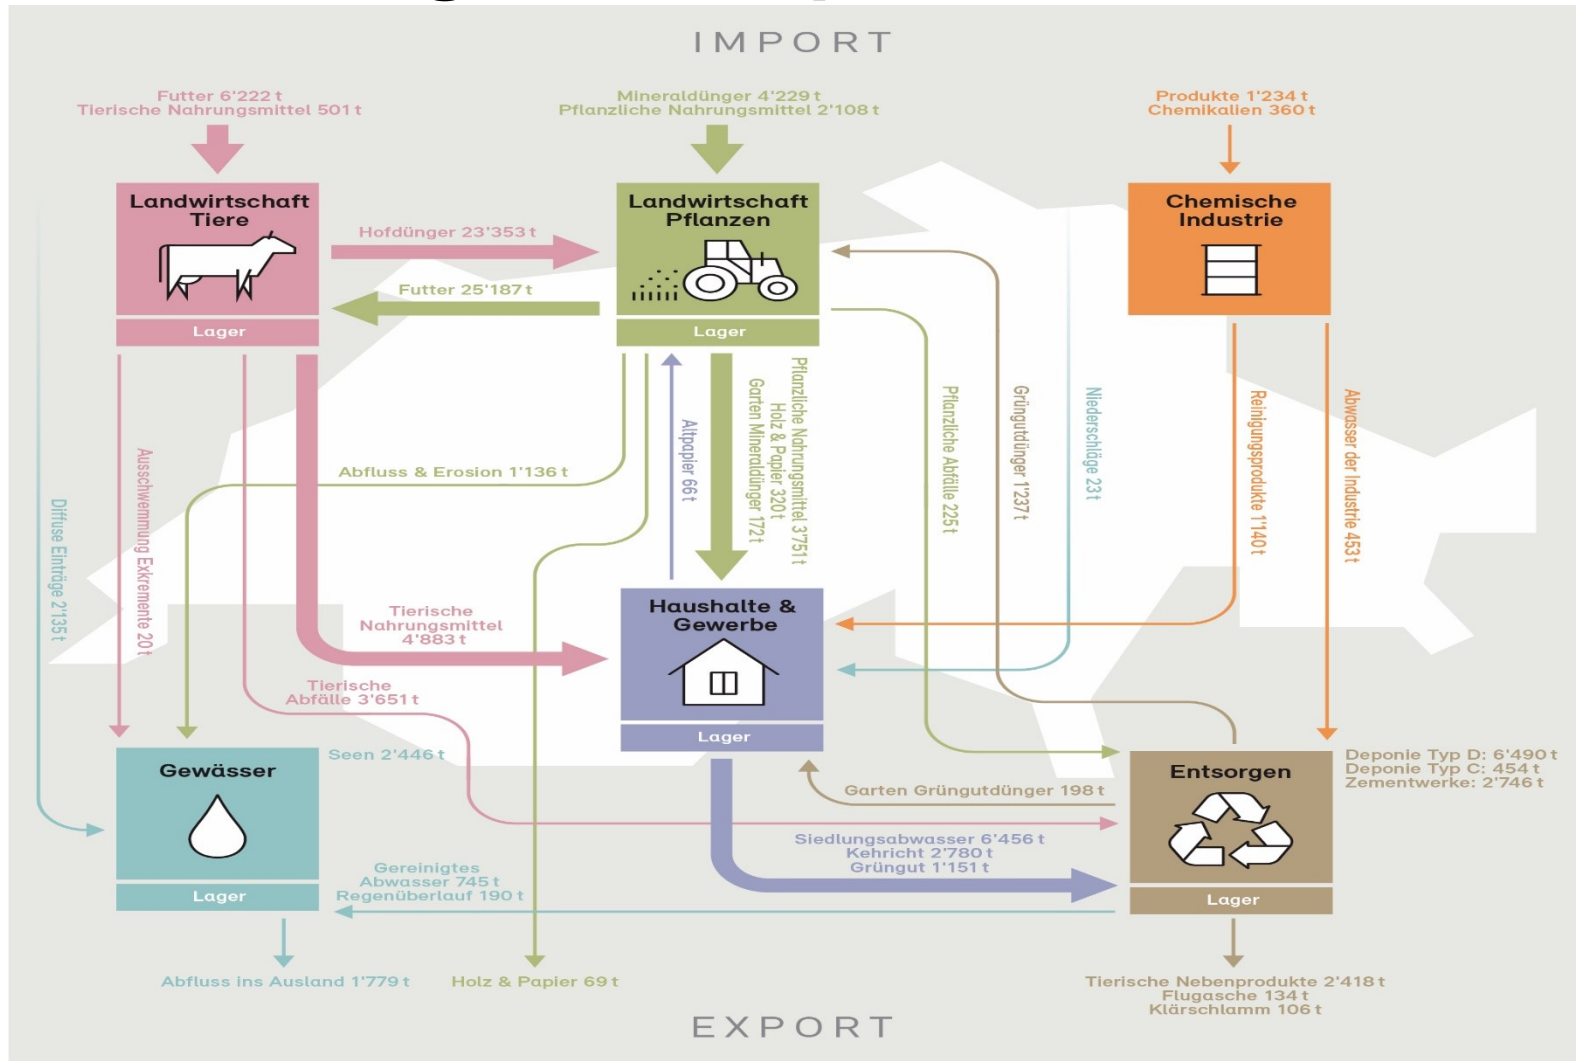 IMPORT
Futter 6'222 t
Tierische Nahrungsmittel 501 t
Mineraldünger 4'229 t
Pflanzliche Nahrungsmittel 2'108 t
Produkte 1'234 t
Chemikalien 360 t
Landwirtschaft
Tiere
Lager
Hofdünger 23'353 t
Futter 25'187 t
Landwirtschaft
Pflanzen
Lager
Chemische
Industrie
Diffuse Einträge 2'135 t
Ausschwemmung Exkremente 20 t
Abfluss & Erosion 1'136 t
Altpapier 66 t
Pflanzliche Nahrungsmittel 3'751 t
Holz & Papier 320 t
Garten Mineraldünger 172 t
Pflanzliche Abfälle 225 t
Grüngutdünger 1'237 t
Niederschläge 23 t
Reinigungsprodukte 1'140 t
Abwasser der Industrie 453 t
Tierische
Nahrungsmittel
4'883 t
Tierische
Abfälle 3'651 t
Haushalte &
Gewerbe
Lager
Gewässer
Lager
Seen 2'446 t
Garten Grüngutdünger 198 t
Siedlungsabwasser 6'456 t
Kehricht 2'780 t
Grüngut 1'151 t
Gereinigtes
Abwasser 745 t
Regenüberlauf 190 t
Entsorgen
Lager
Deponie Typ D: 6'490 t
Deponie Typ C: 454 t
Zementwerke: 2'746 t
Abfluss ins Ausland 1'779 t
Holz & Papier 69 t
Tierische Nebenprodukte 2'418 t
Flugasche 134 t
Klärschlamm 106 t
EXPORT